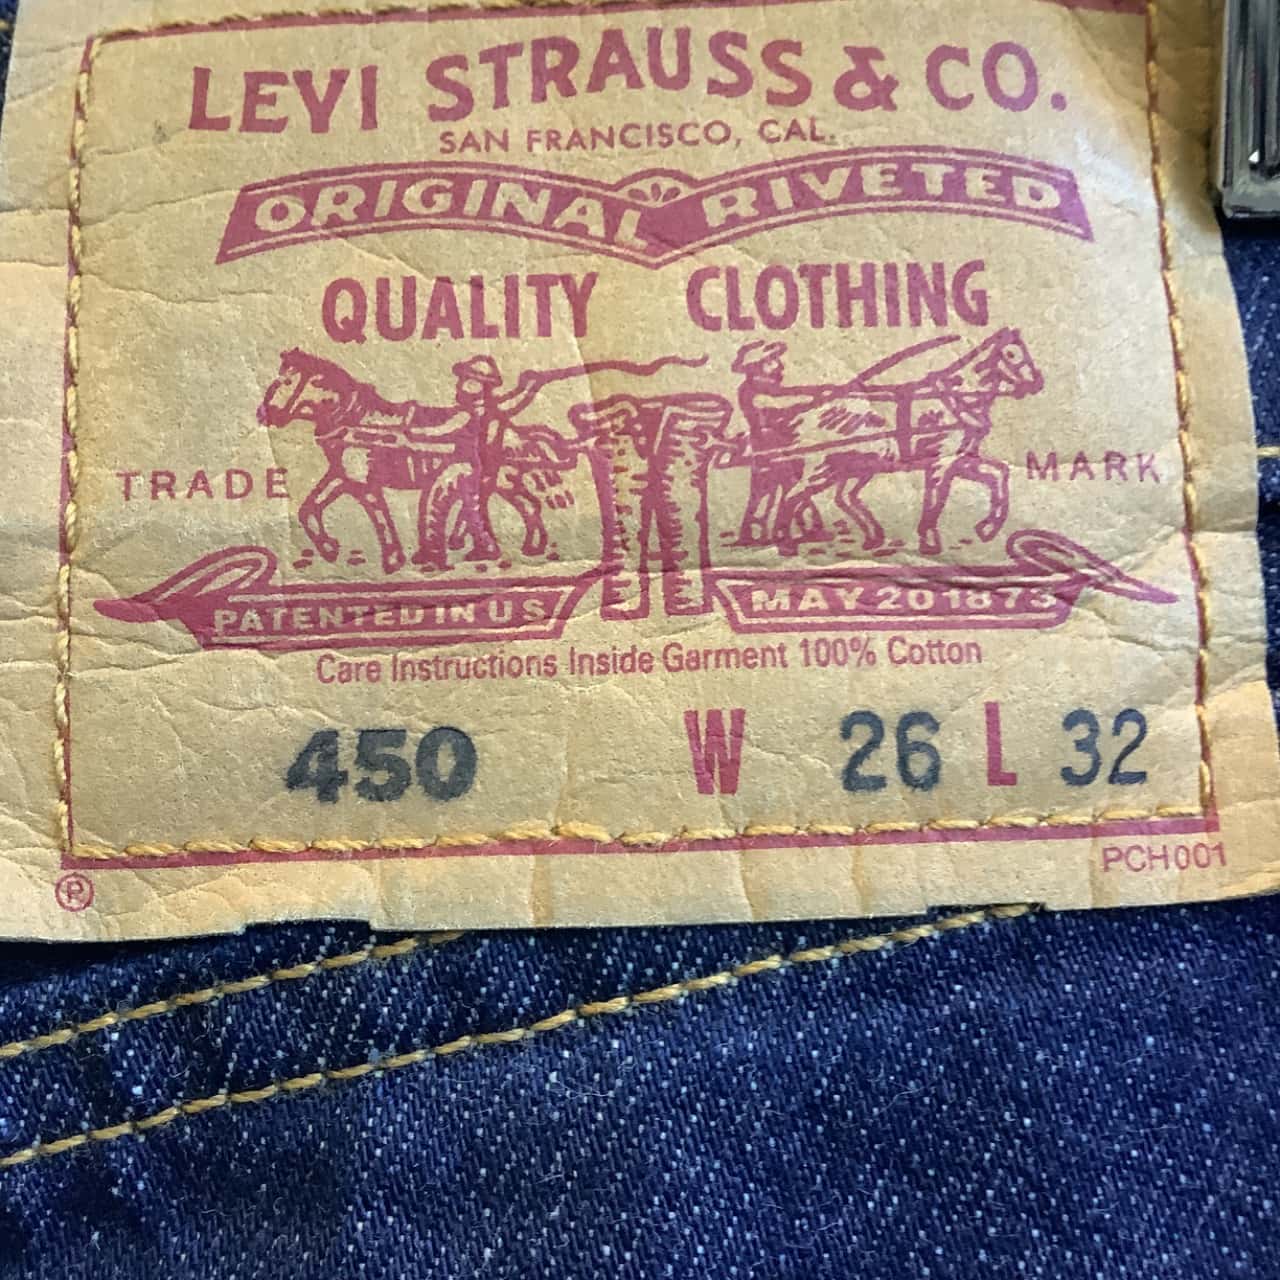 LEVI STRAUSS & CO.
SAN FRANCISCO, CAL.
ORIGINAL RIVETED
QUALITY CLOTHING
TRADE MARK
PATENTED IN U S MAY 20 1873
Care Instructions Inside Garment 100% Cotton
450 W 26 L 32
PCH001
®